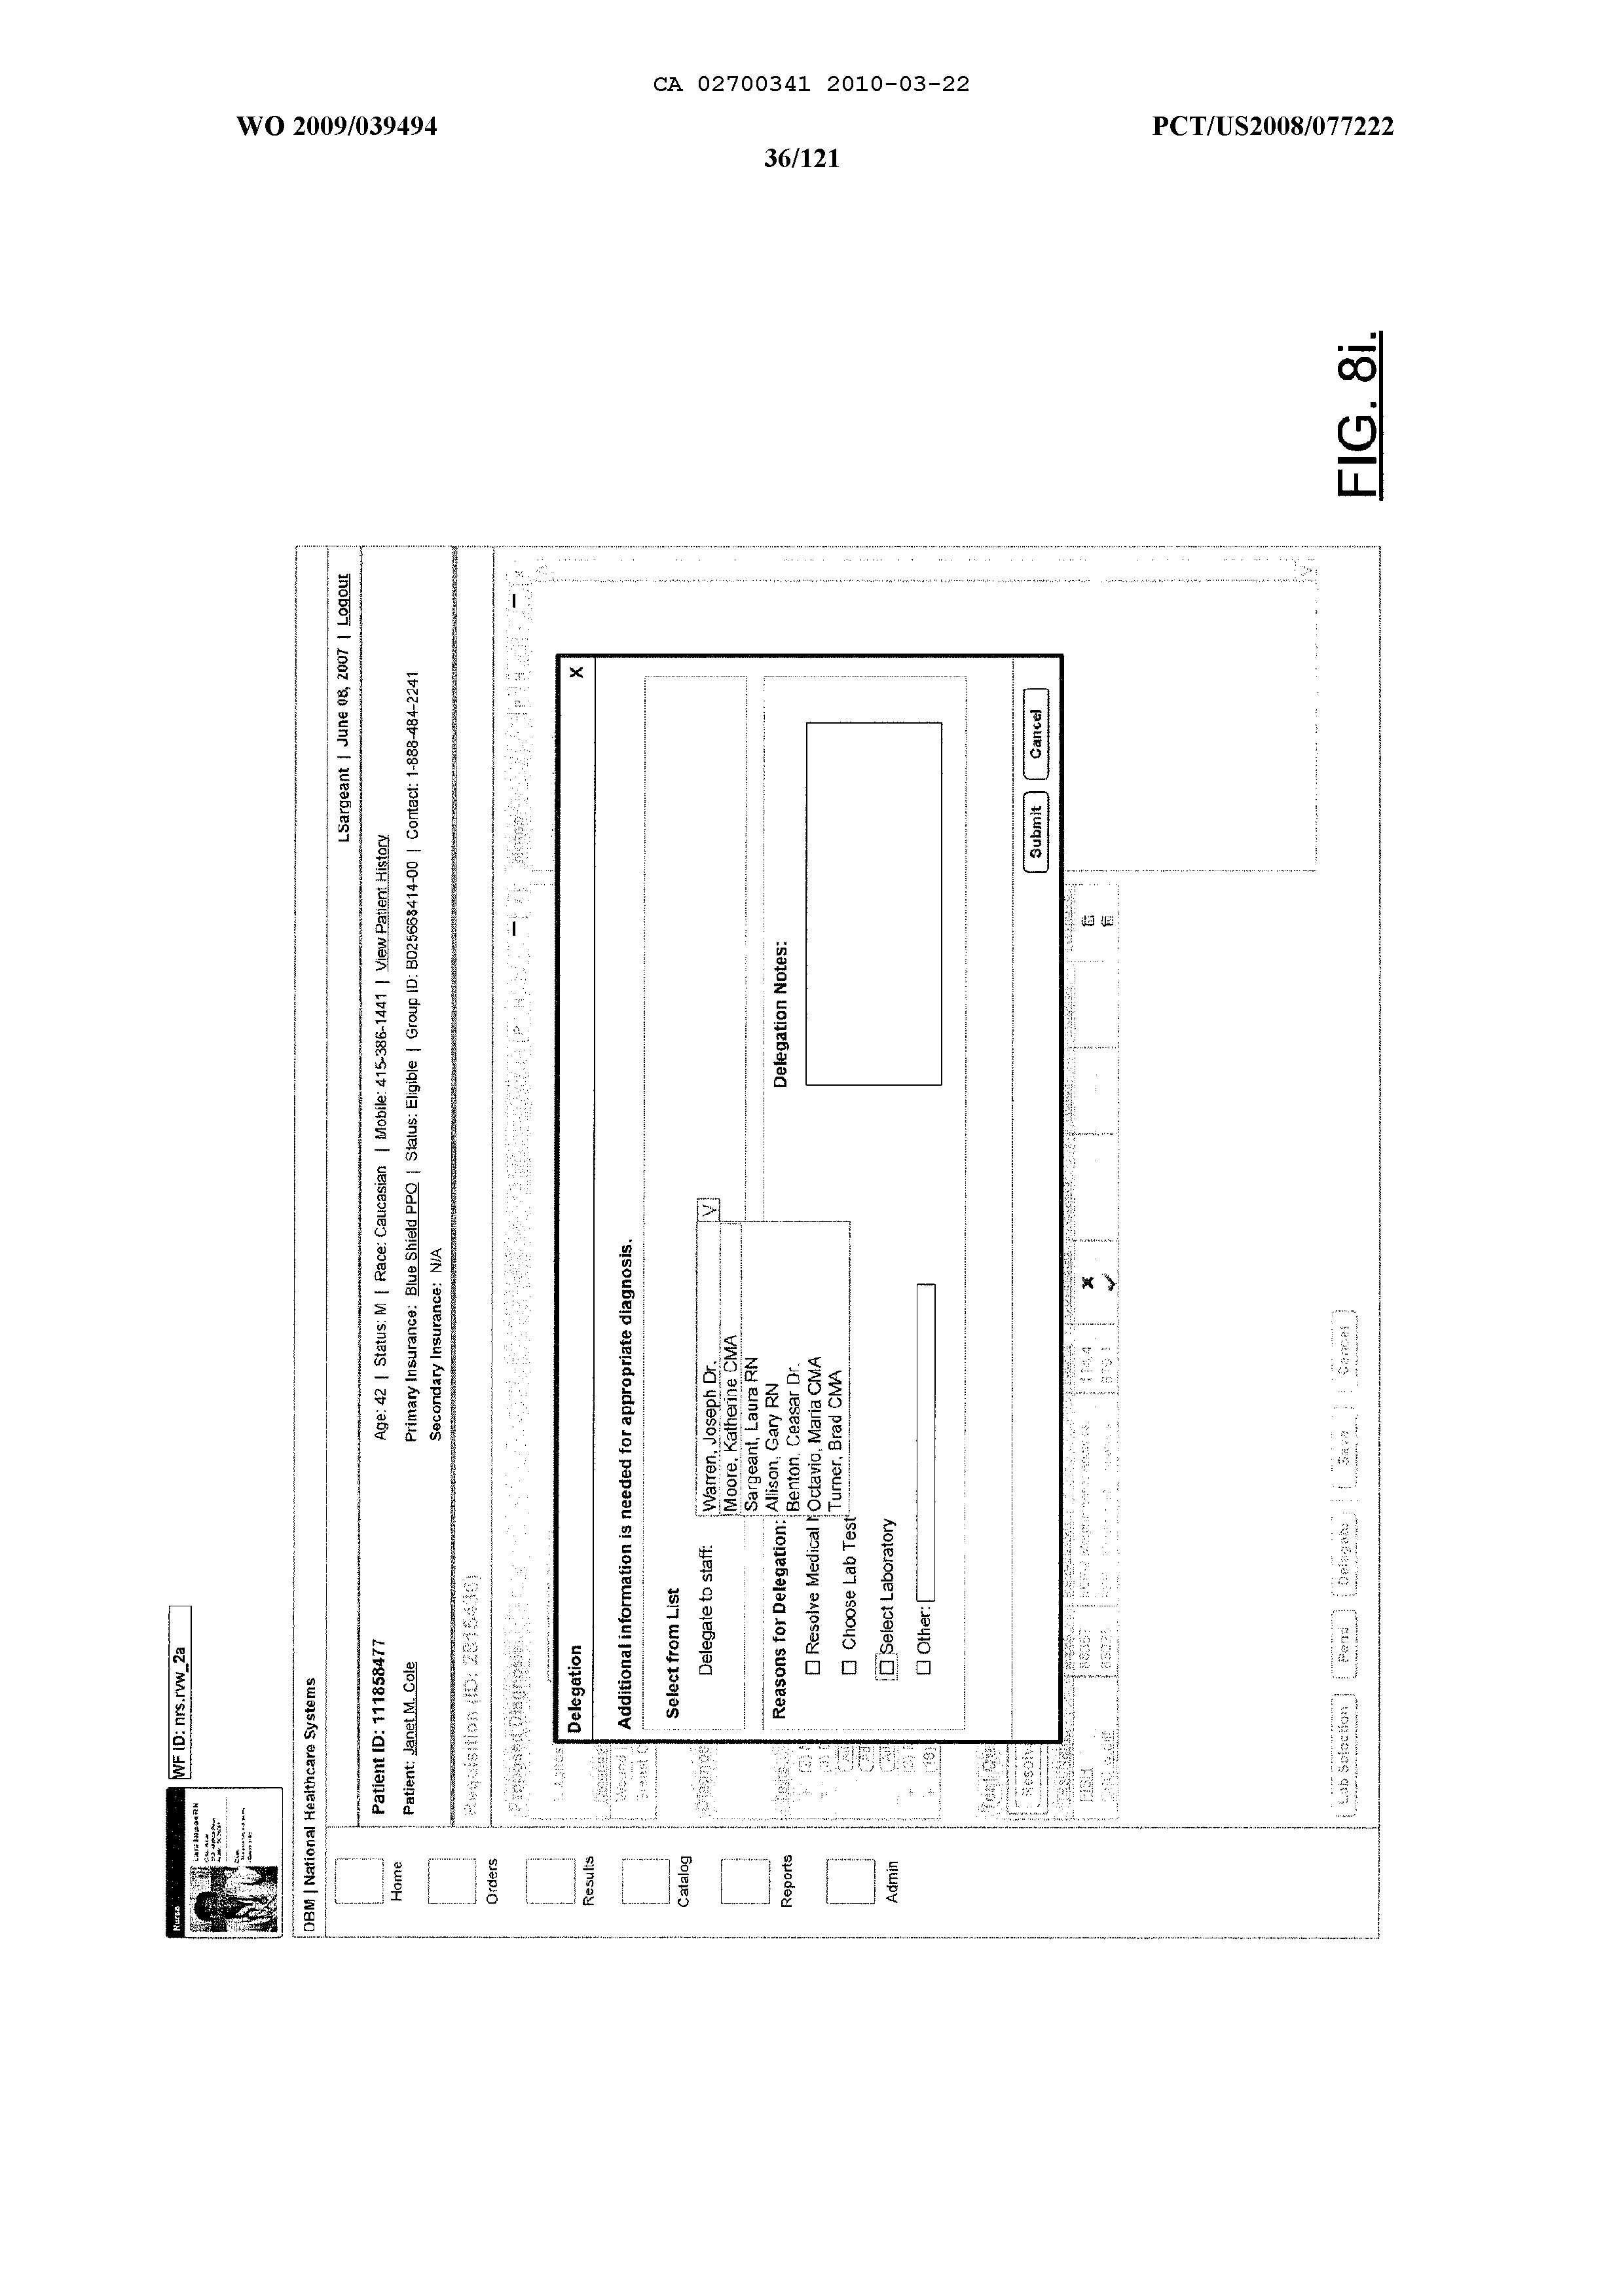 CA 02700341 2010-03-22
WO 2009/039494
PCT/US2008/077222
36/121
Nurse
WF ID: nrs.rvw_2a
DBM | National Healthcare Systems
LSargeant | June 08, 2007 | Logout
Patient ID: 111858477
Age: 42 | Status: M | Race: Caucasian | Mobile: 415-386-1441 | View Patient History
Patient: Janet M. Cole
Primary Insurance: Blue Shield PPO | Status: Eligible | Group ID: B025668414-00 | Contact: 1-888-484-2241
Secondary Insurance: N/A
Home
Orders
Results
Catalog
Reports
Admin
Proposed Diagnosis
Delegation
X
Additional information is needed for appropriate diagnosis.
Select from List
Delegate to staff:
Warren, Joseph Dr.
V
Moore, Katherine CMA
Sargeant, Laura RN
Allison, Gary RN
Benton, Ceasar Dr.
Octavio, Maria CMA
Turner, Brad CMA
Reasons for Delegation:
Delegation Notes:
Resolve Medical
Choose Lab Test
Select Laboratory
Other:
Submit
Cancel
Lab Selection
Pend
Delegate
Save
Cancel
FIG. 8i.